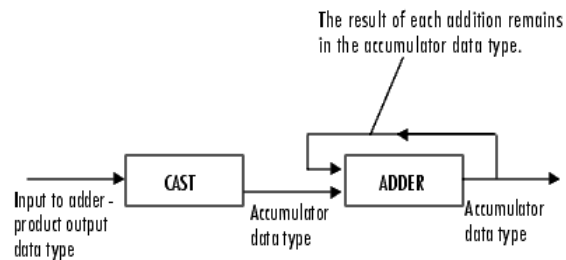 The result of each addition remains
in the accumulator data type.
CAST
ADDER
Input to adder -
product output
data type
Accumulator
data type
Accumulator
data type